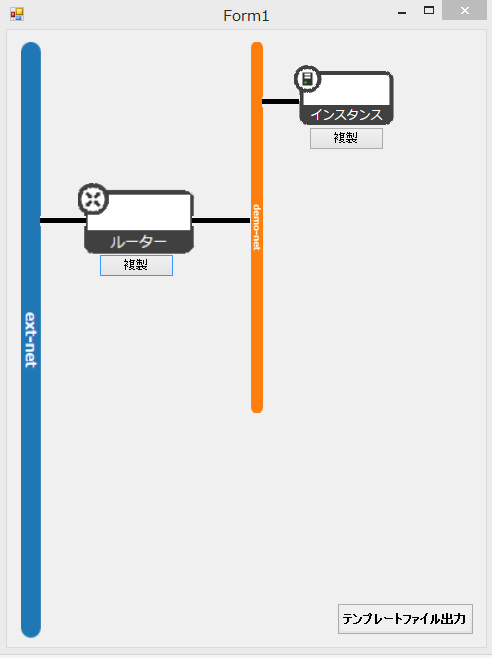 Form1
インスタンス
複製
demo-net
ルーター
複製
ext-net
テンプレートファイル出力